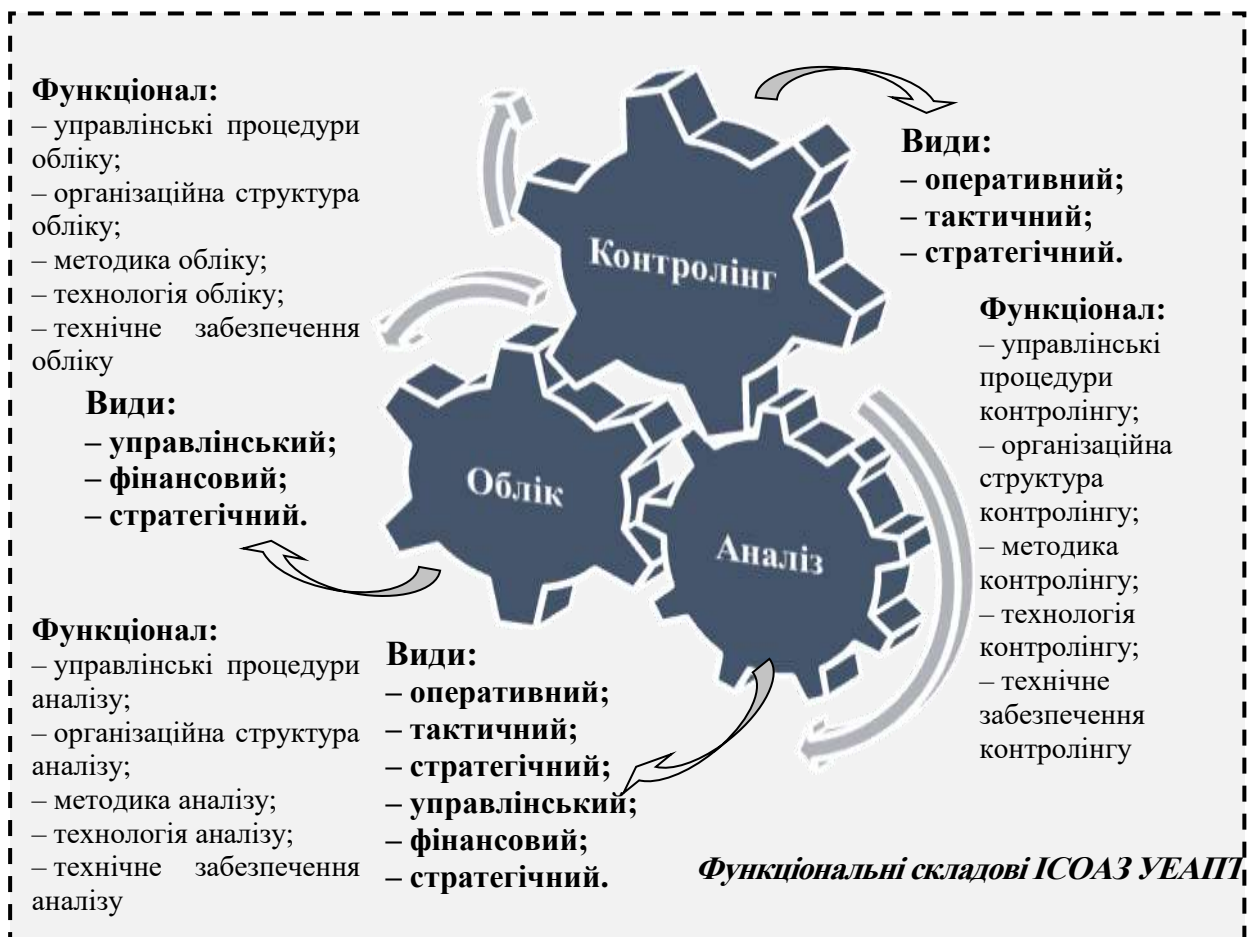 Функціонал:
– управлінські процедури
обліку;
– організаційна структура
обліку;
– методика обліку;
– технологія обліку;
– технічне забезпечення
обліку
Види:
– управлінський;
– фінансовий;
– стратегічний.
Контролінг
Облік
Аналіз
Види:
– оперативний;
– тактичний;
– стратегічний.
Функціонал:
– управлінські
процедури
контролінгу;
– організаційна
структура
контролінгу;
– методика
контролінгу;
– технологія
контролінгу;
– технічне
забезпечення
контролінгу
Функціонал:
– управлінські процедури
аналізу;
– організаційна структура
аналізу;
– методика аналізу;
– технологія аналізу;
– технічне забезпечення
аналізу
Види:
– оперативний;
– тактичний;
– стратегічний;
– управлінський;
– фінансовий;
– стратегічний.
Функціональні складові ІСОАЗ УЕАПТ